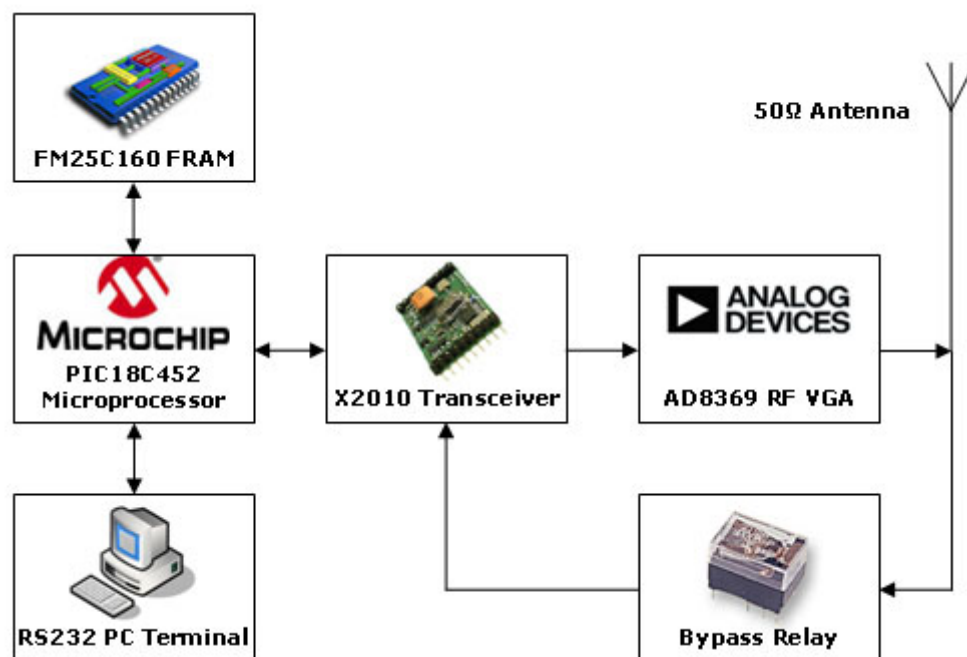 FM25C160 FRAM
50Ω Antenna
MICROCHIP
PIC18C452
Microprocessor
X2010 Transceiver
ANALOG
DEVICES
AD8369 RF VGA
RS232 PC Terminal
Bypass Relay